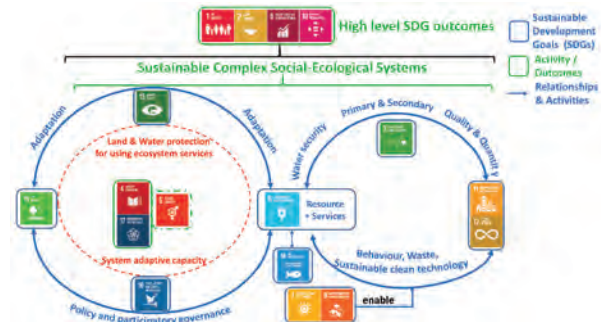 High level SDG outcomes
Sustainable
Development
Goals (SDGs)
Activity /
Outcomes
Relationships
& Activities
Sustainable Complex Social-Ecological Systems
Adaptation
Adaptation
Land & Water protection
for using ecosystem services
System adaptive capacity
Policy and participatory governance
Water security
Primary & Secondary
Quality & Quantity
Resource
+ Services
Behaviour, Waste,
Sustainable clean technology
enable